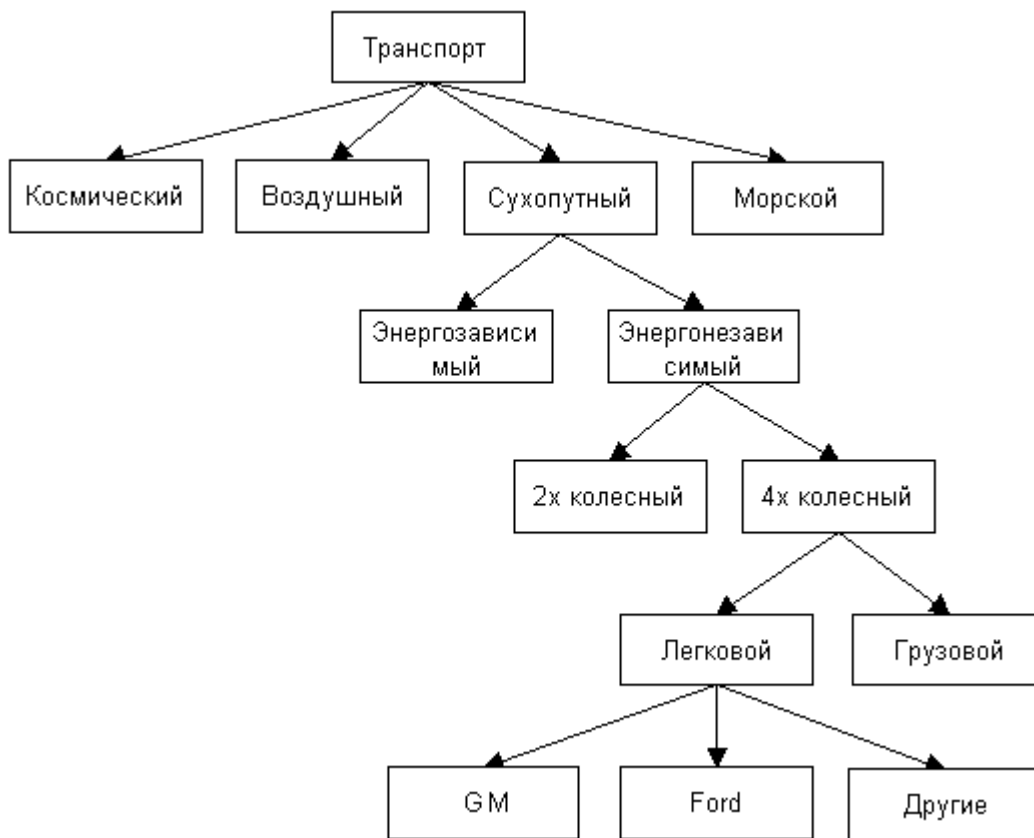 Транспорт
Космический
Воздушный
Сухопутный
Морской
Энергозависи
мый
Энергонезави
симый
2х колесный
4х колесный
Легковой
Грузовой
GM
Ford
Другие